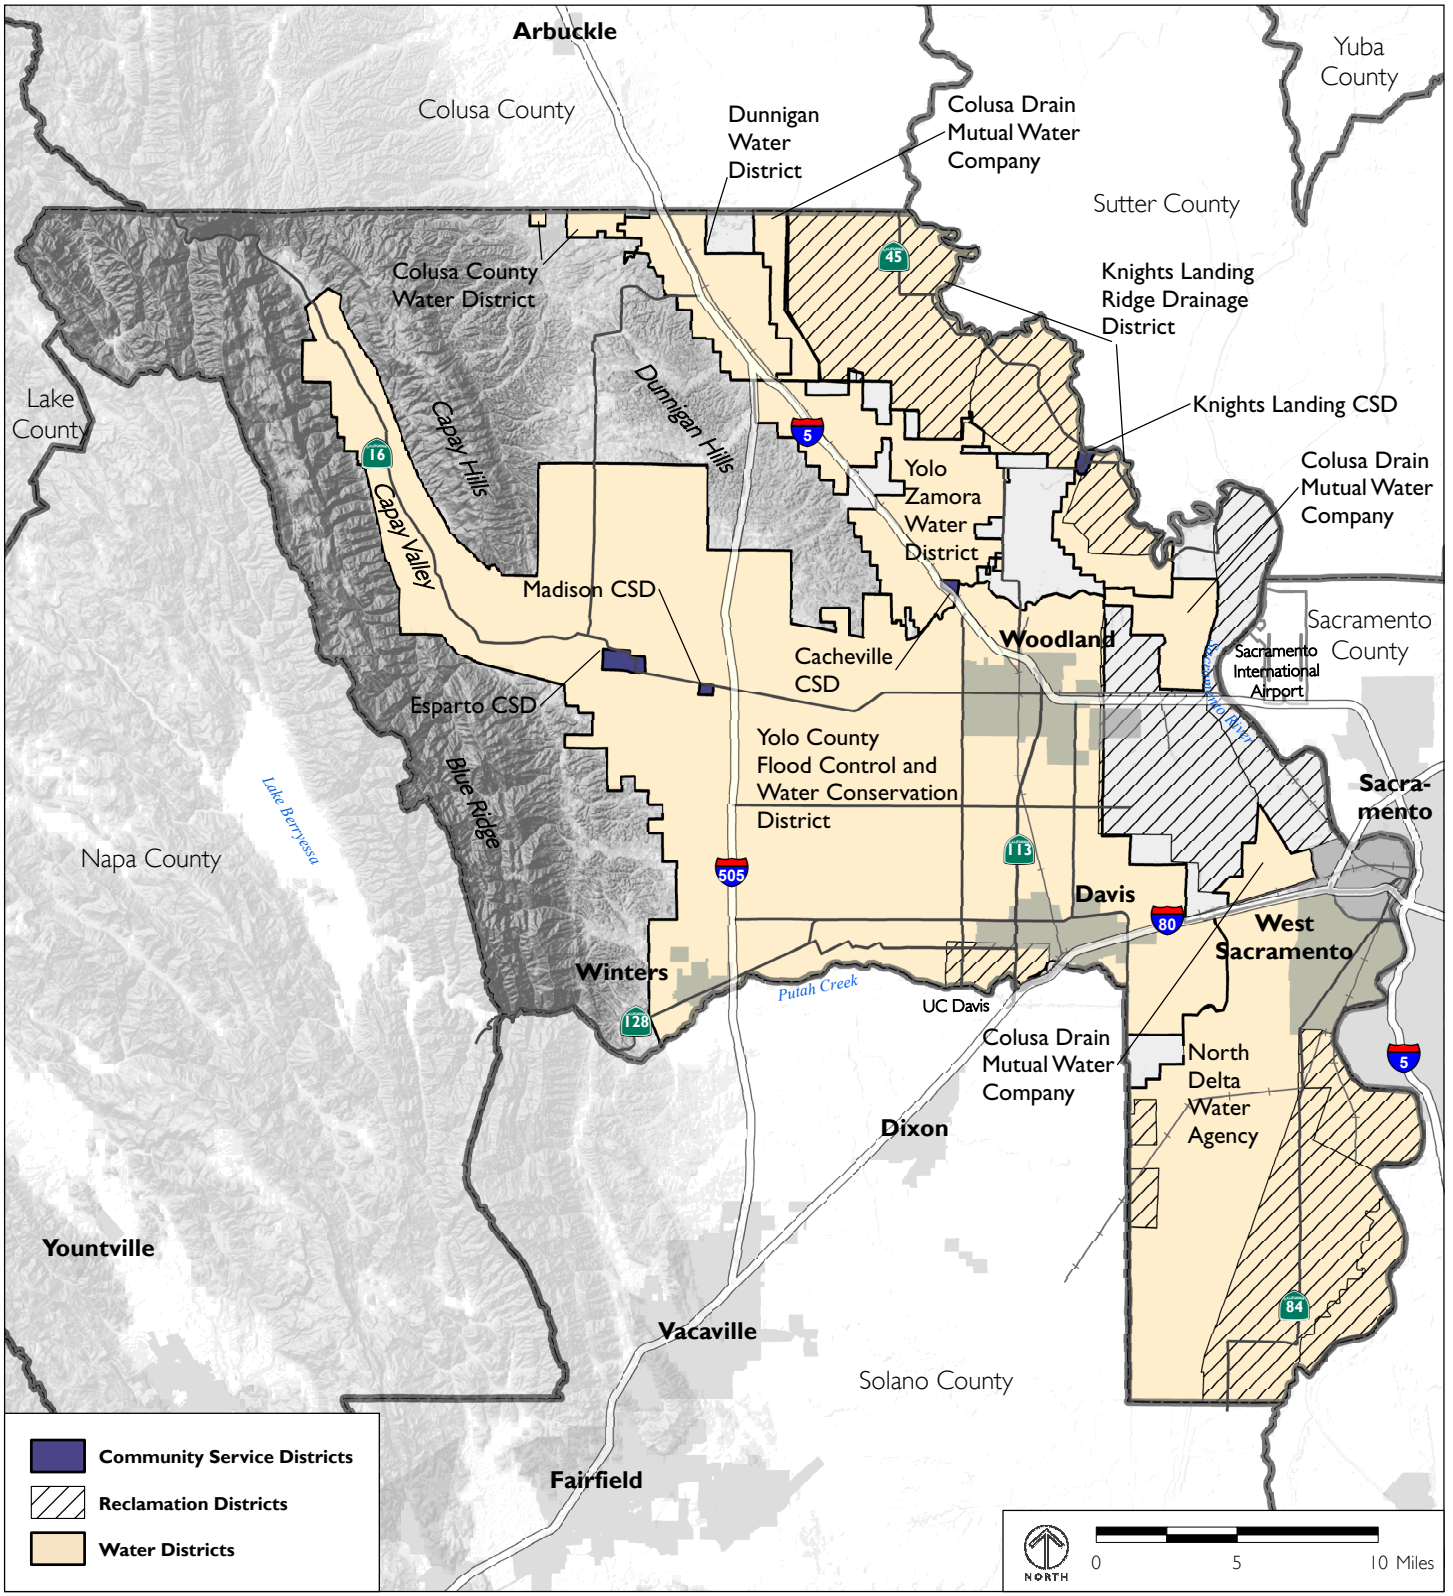 Arbuckle
Yuba
County
Colusa County
Dunnigan
Water
District
Colusa Drain
Mutual Water
Company
Sutter County
CALIFORNIA
45
Colusa County
Water District
Knights Landing
Ridge Drainage
District
Lake
County
Dunnigan Hills
Capay Hills
Knights Landing CSD
5
CALIFORNIA
16
Yolo
Zamora
Water
District
Colusa Drain
Mutual Water
Company
Capay Valley
Madison CSD
Woodland
Sacramento
County
Cacheville
CSD
Sacramento
International
Airport
Sacramento River
Esparto CSD
Yolo County
Flood Control and
Water Conservation
District
Blue Ridge
Lake Berryessa
Sacra-
mento
Napa County
CALIFORNIA
113
505
Davis
80
West
Sacramento
Winters
Putah Creek
UC Davis
CALIFORNIA
128
Colusa Drain
Mutual Water
Company
North
Delta
Water
Agency
5
Dixon
Yountville
CALIFORNIA
84
Vacaville
Solano County
Fairfield
Community Service Districts
Reclamation Districts
Water Districts
NORTH
0 5 10 Miles